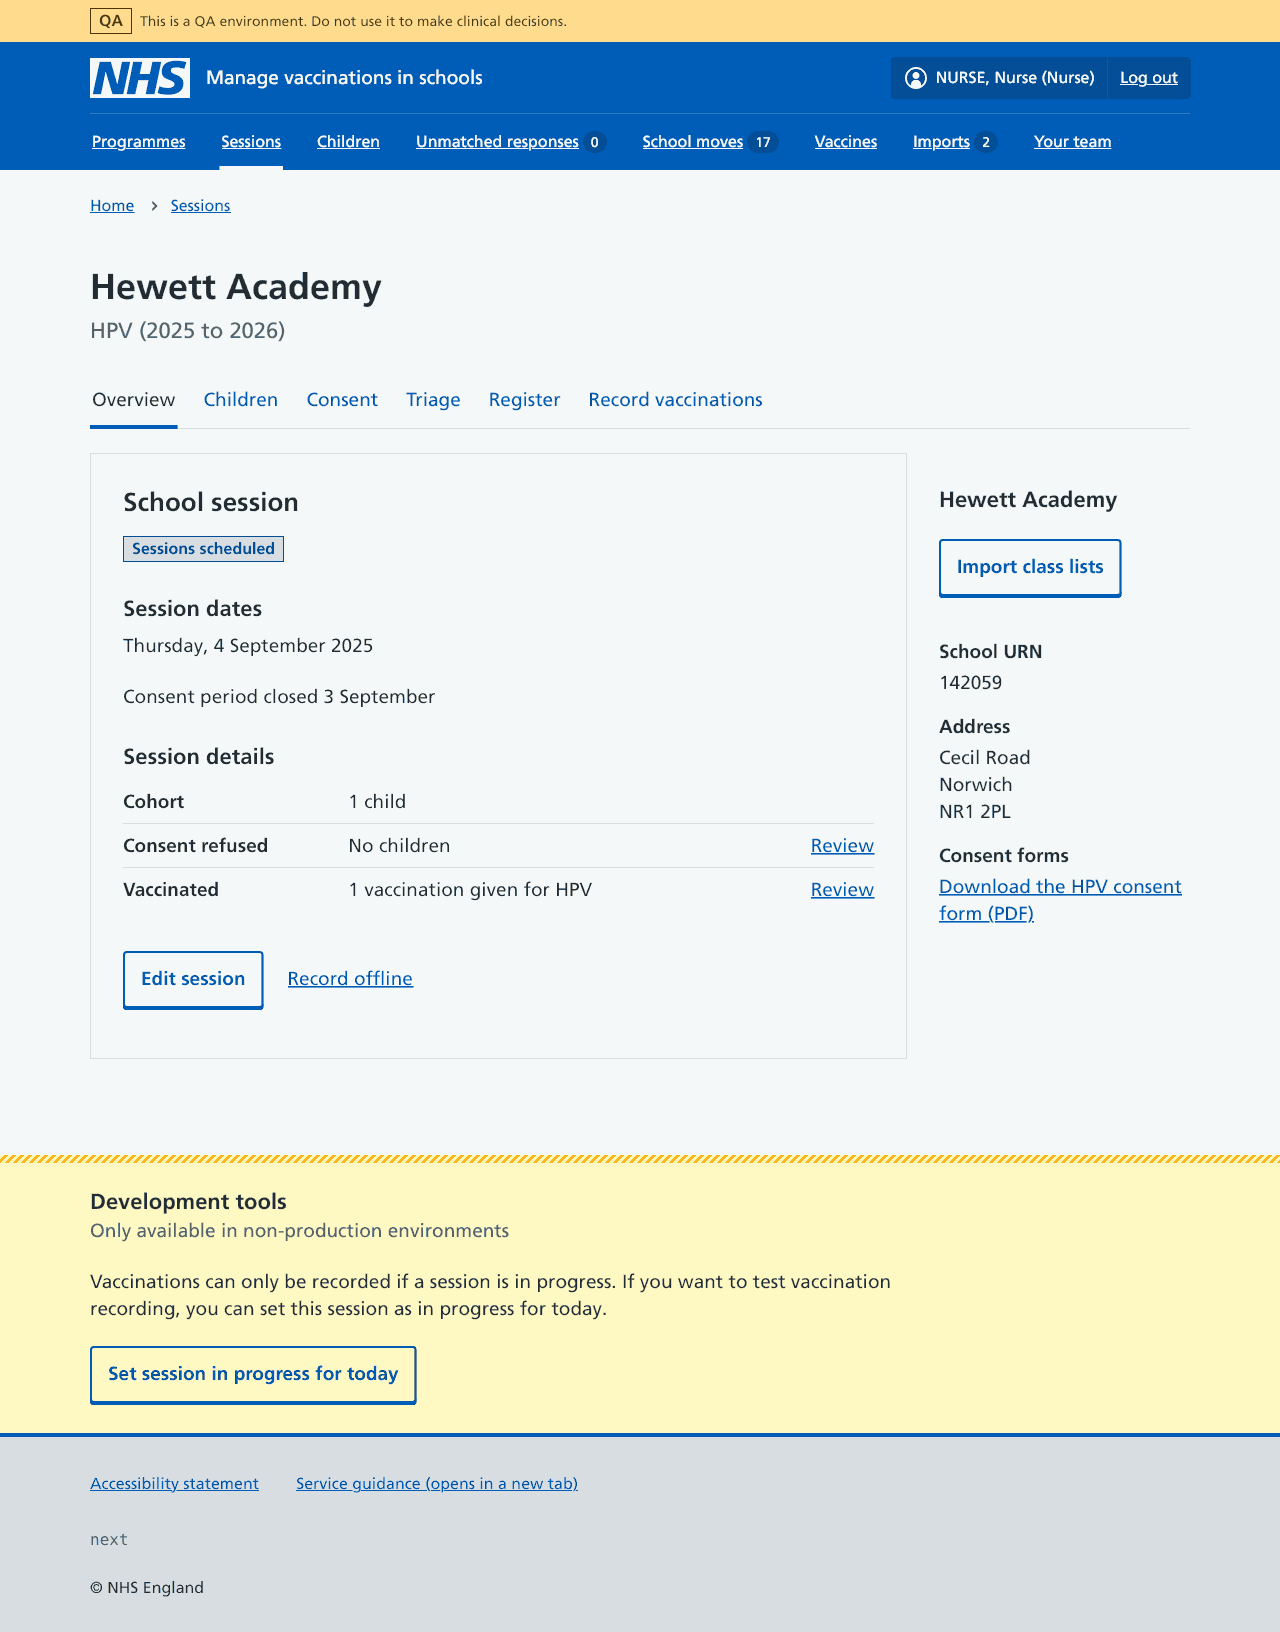 QA This is a QA environment. Do not use it to make clinical decisions.
NHS Manage vaccinations in schools NURSE, Nurse (Nurse) Log out
Programmes Sessions Children Unmatched responses 0 School moves 17 Vaccines Imports 2 Your team
Home Sessions
Hewett Academy
HPV (2025 to 2026)
Overview Children Consent Triage Register Record vaccinations
School session
Sessions scheduled
Session dates
Thursday, 4 September 2025
Consent period closed 3 September
Session details
Cohort 1 child
Consent refused No children Review
Vaccinated 1 vaccination given for HPV Review
Edit session Record offline
Hewett Academy
Import class lists
School URN
142059
Address
Cecil Road
Norwich
NR1 2PL
Consent forms
Download the HPV consent
form (PDF)
Development tools
Only available in non-production environments
Vaccinations can only be recorded if a session is in progress. If you want to test vaccination
recording, you can set this session as in progress for today.
Set session in progress for today
Accessibility statement Service guidance (opens in a new tab)
next
© NHS England